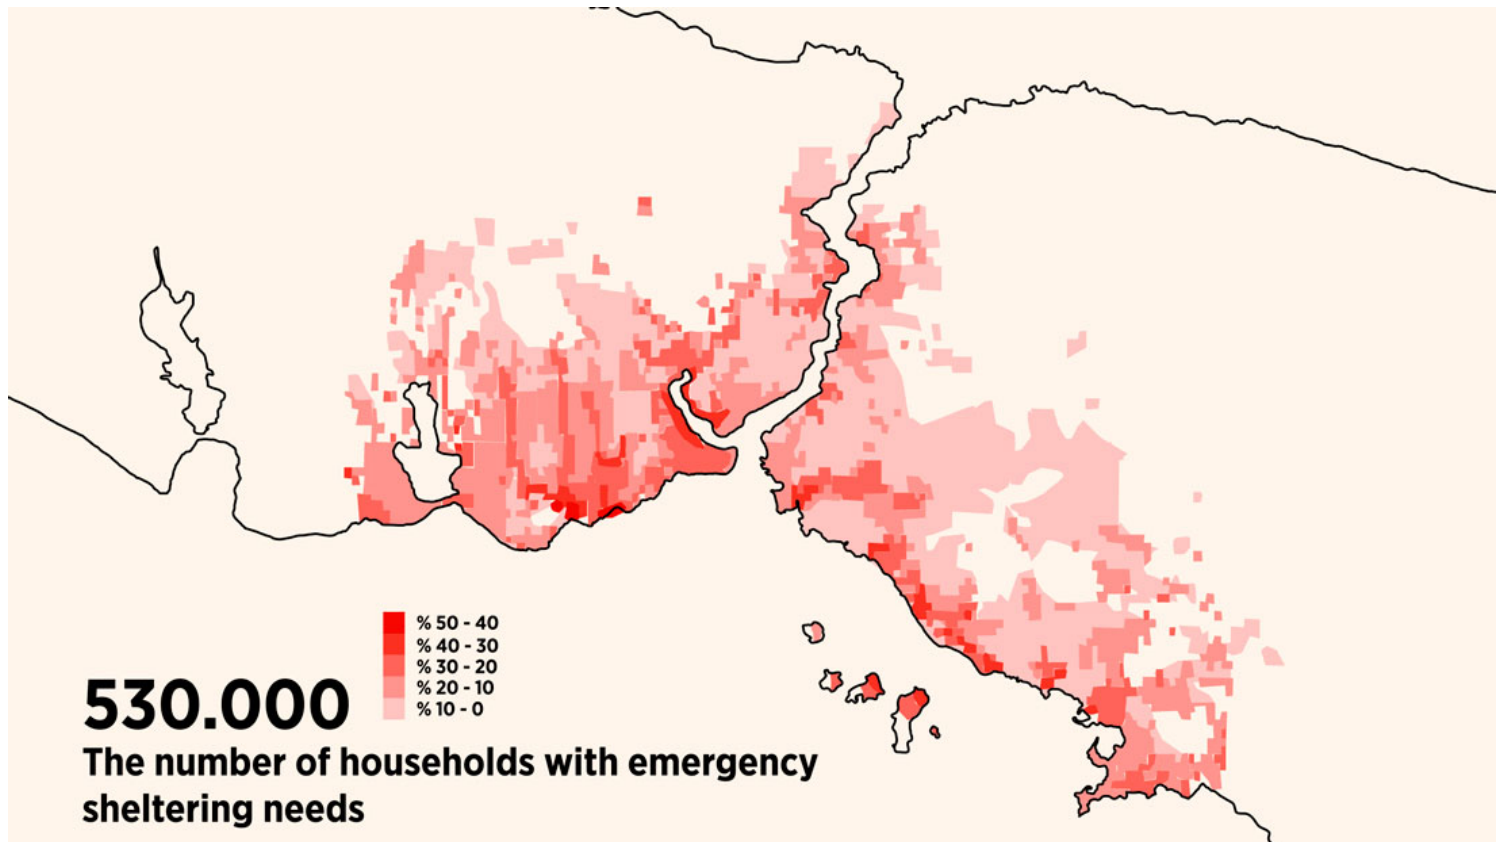 % 50 - 40
% 40 - 30
% 30 - 20
% 20 - 10
% 10 - 0
530.000
The number of households with emergency
sheltering needs